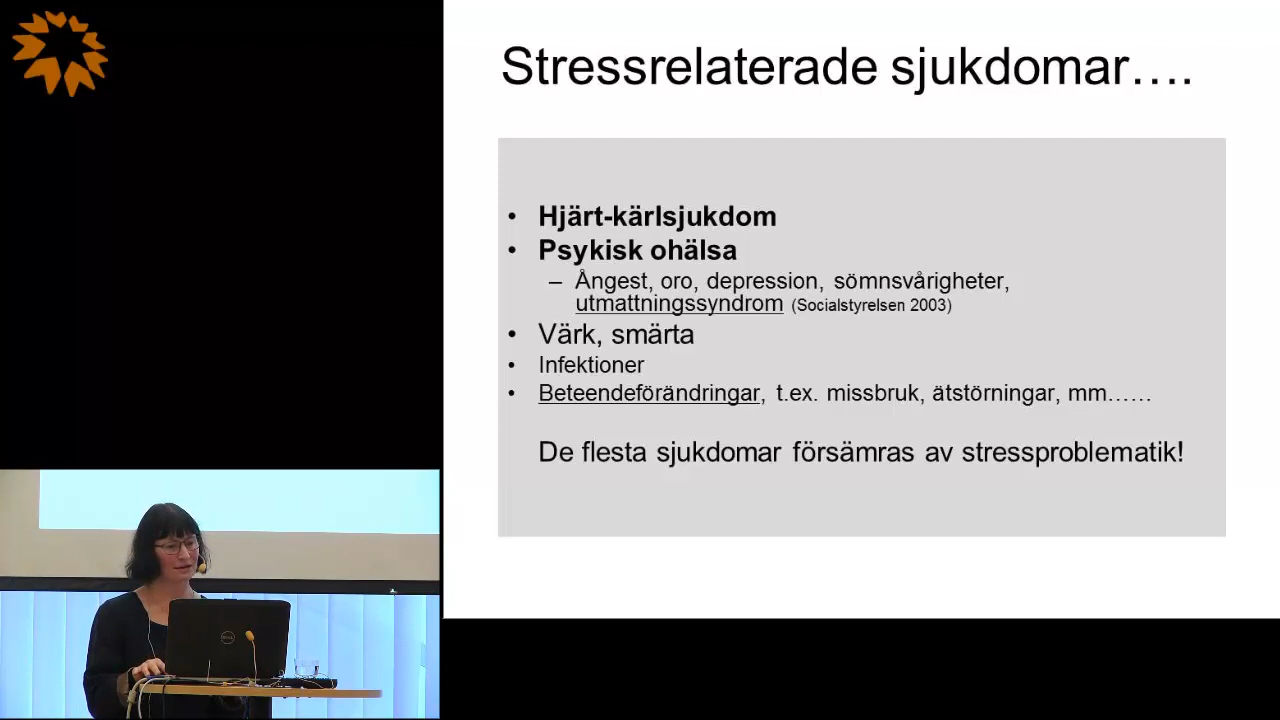 Stressrelaterade sjukdomar….
• Hjärt-kärlsjukdom
• Psykisk ohälsa
– Ångest, oro, depression, sömnsvårigheter,
utmattningssyndrom (Socialstyrelsen 2003)
• Värk, smärta
• Infektioner
• Beteendeförändringar, t.ex. missbruk, ätstörningar, mm……
De flesta sjukdomar försämras av stressproblematik!
DELL